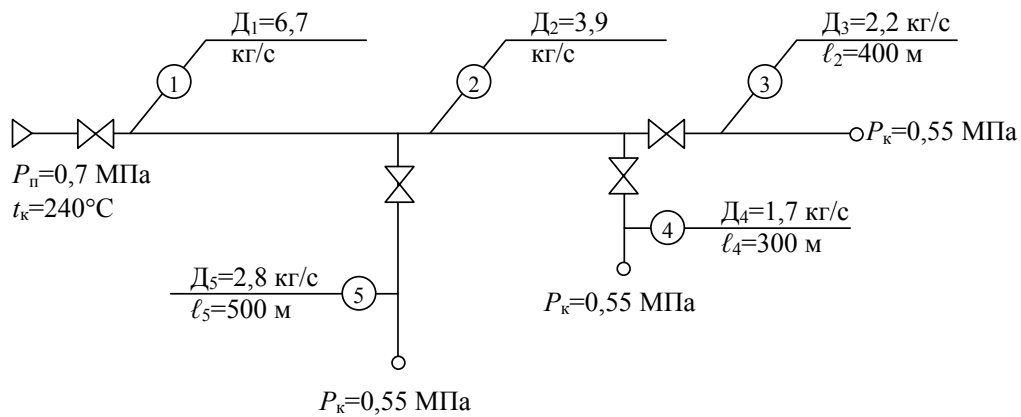 Д₁=6,7
кг/с
1
Д₂=3,9
кг/с
2
Д₃=2,2 кг/с
ℓ₂=400 м
3
Pп=0,7 МПа
tк=240°C
Pк=0,55 МПа
Д₄=1,7 кг/с
ℓ₄=300 м
4
Pк=0,55 МПа
Д₅=2,8 кг/с
ℓ₅=500 м
5
Pк=0,55 МПа